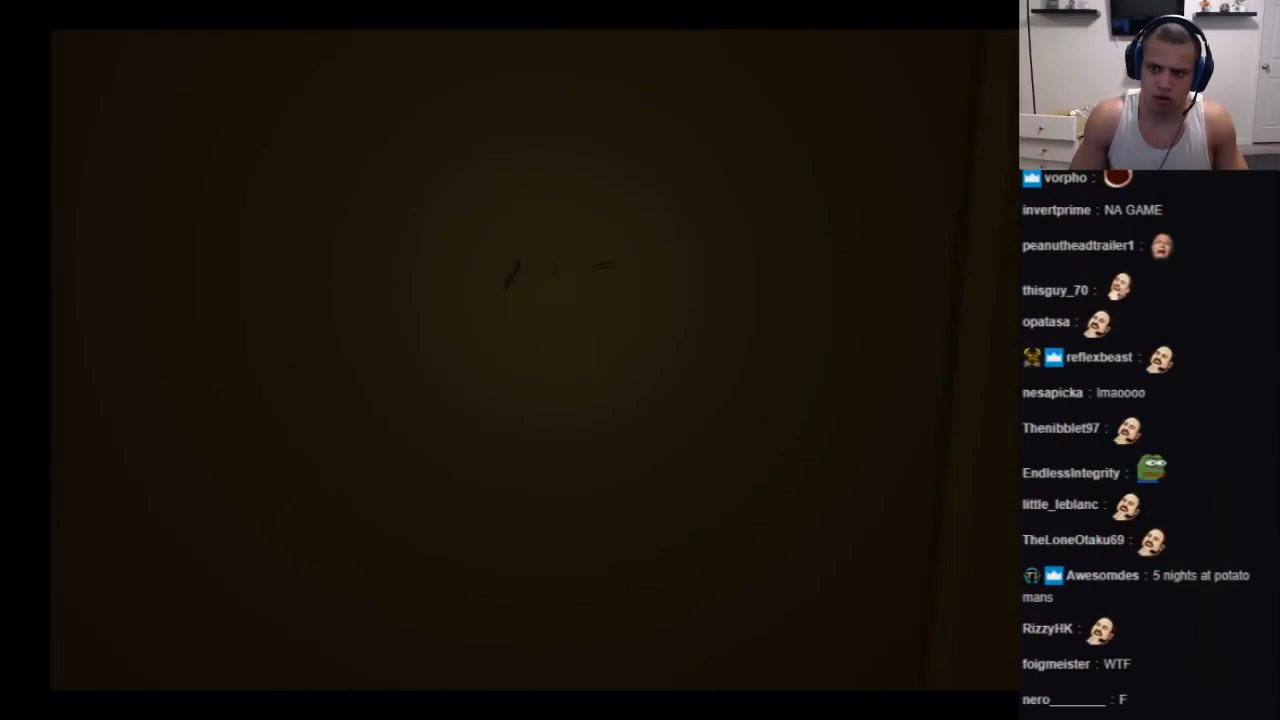 vorpho :
invertprime : NA GAME
peanutheadtrailer1 :
thisguy_70 :
opatasa :
reflexbeast :
nesapicka : lmaoooo
Thenibblet97 :
EndlessIntegrity :
little_leblanc :
TheLoneOtaku69 :
Awesomdes : 5 nights at potato
mans
RizzyHK :
foigmeister : WTF
nero________ : F